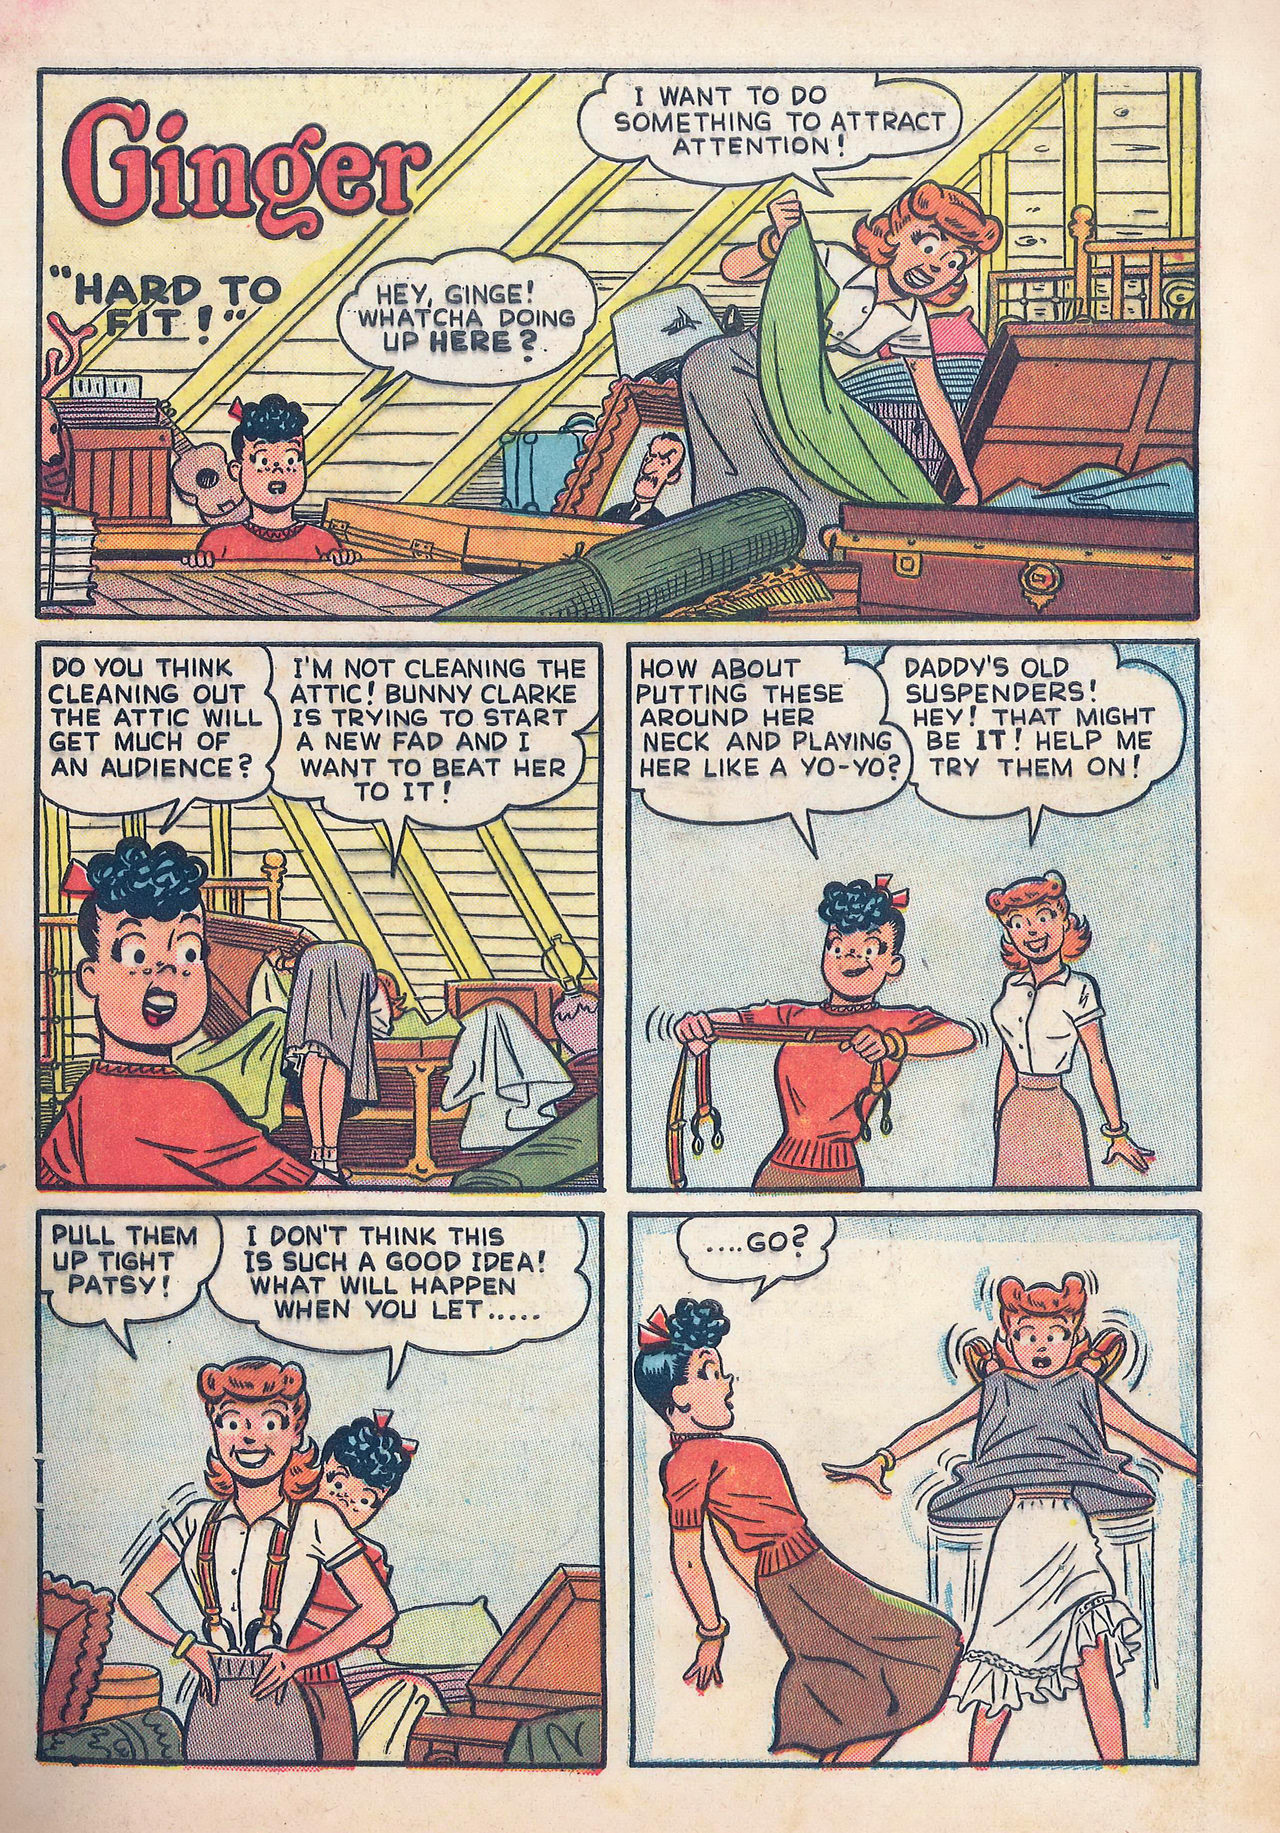 Ginger
"HARD TO
FIT!"
I WANT TO DO
SOMETHING TO ATTRACT
ATTENTION!
HEY, GINGE!
WHATCHA DOING
UP HERE?
DO YOU THINK
CLEANING OUT
THE ATTIC WILL
GET MUCH OF
AN AUDIENCE?
I'M NOT CLEANING THE
ATTIC! BUNNY CLARKE
IS TRYING TO START
A NEW FAD AND I
WANT TO BEAT HER
TO IT!
HOW ABOUT
PUTTING THESE
AROUND HER
NECK AND PLAYING
HER LIKE A YO-YO?
DADDY'S OLD
SUSPENDERS!
HEY! THAT MIGHT
BE IT! HELP ME
TRY THEM ON!
PULL THEM
UP TIGHT
PATSY!
I DON'T THINK THIS
IS SUCH A GOOD IDEA!
WHAT WILL HAPPEN
WHEN YOU LET.....
....GO?